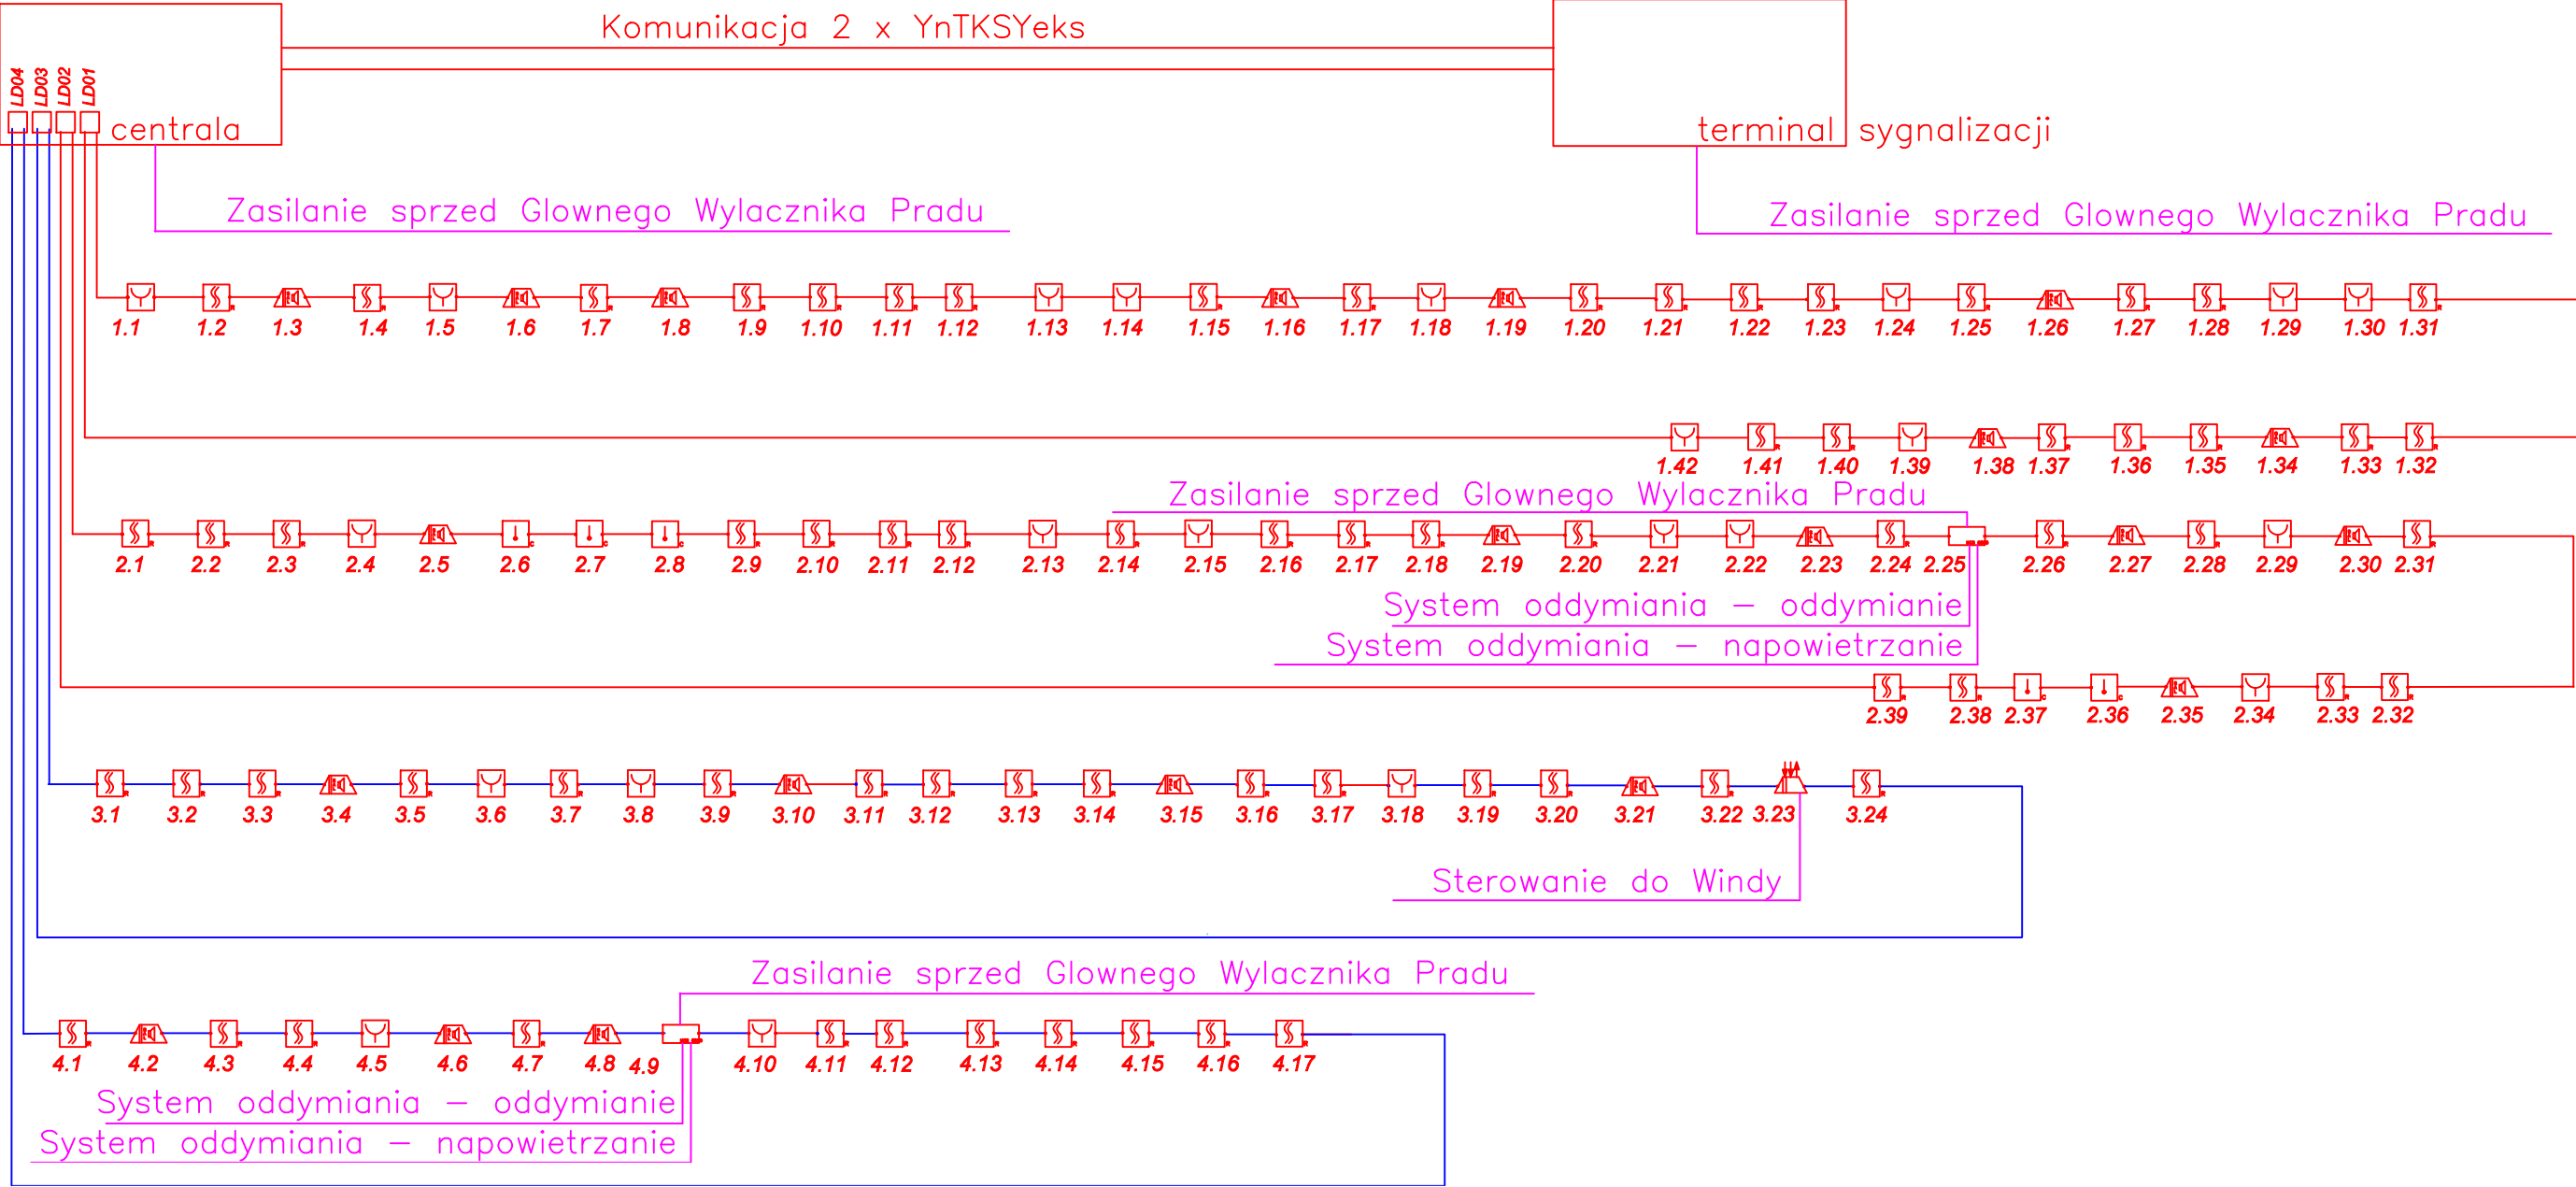 Komunikacja 2 x YnTKSYeks
LD04 LD03 LD02 LD01
centrala
terminal sygnalizacji
Zasilanie sprzed Glownego Wylacznika Pradu
Zasilanie sprzed Glownego Wylacznika Pradu
1.1 1.2 1.3 1.4 1.5 1.6 1.7 1.8 1.9 1.10 1.11 1.12 1.13 1.14 1.15 1.16 1.17 1.18 1.19 1.20 1.21 1.22 1.23 1.24 1.25 1.26 1.27 1.28 1.29 1.30 1.31
1.42 1.41 1.40 1.39 1.38 1.37 1.36 1.35 1.34 1.33 1.32
Zasilanie sprzed Glownego Wylacznika Pradu
2.1 2.2 2.3 2.4 2.5 2.6 2.7 2.8 2.9 2.10 2.11 2.12 2.13 2.14 2.15 2.16 2.17 2.18 2.19 2.20 2.21 2.22 2.23 2.24 2.25 2.26 2.27 2.28 2.29 2.30 2.31
System oddymiania - oddymianie
System oddymiania - napowietrzanie
2.39 2.38 2.37 2.36 2.35 2.34 2.33 2.32
3.1 3.2 3.3 3.4 3.5 3.6 3.7 3.8 3.9 3.10 3.11 3.12 3.13 3.14 3.15 3.16 3.17 3.18 3.19 3.20 3.21 3.22 3.23 3.24
Sterowanie do Windy
Zasilanie sprzed Glownego Wylacznika Pradu
4.1 4.2 4.3 4.4 4.5 4.6 4.7 4.8 4.9 4.10 4.11 4.12 4.13 4.14 4.15 4.16 4.17
System oddymiania - oddymianie
System oddymiania - napowietrzanie